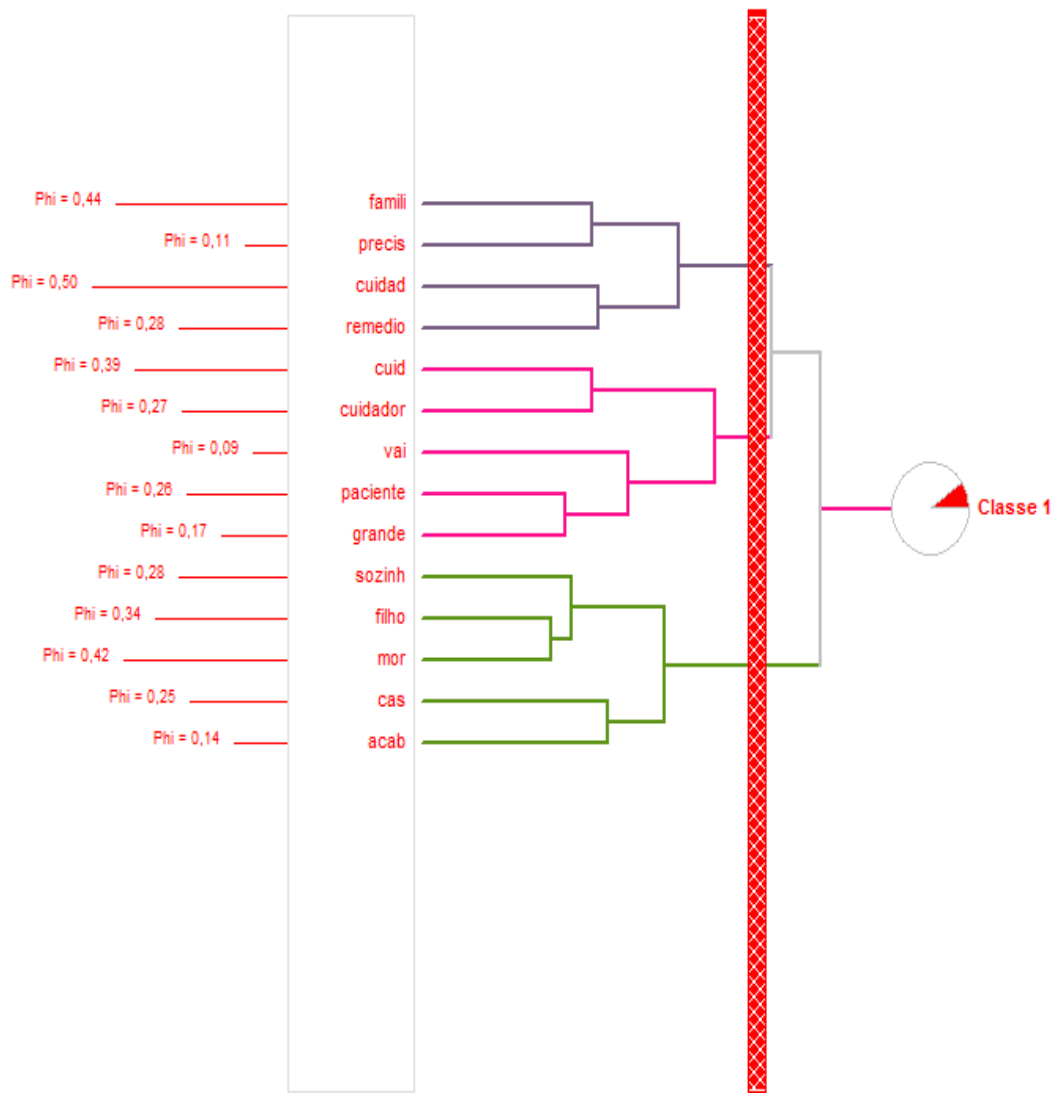 Phi = 0,44 famili
Phi = 0,11 precis
Phi = 0,50 cuidad
Phi = 0,28 remedio
Phi = 0,39 cuid
Phi = 0,27 cuidador
Phi = 0,09 vai
Phi = 0,26 paciente
Phi = 0,17 grande
Classe 1
Phi = 0,28 sozinh
Phi = 0,34 filho
Phi = 0,42 mor
Phi = 0,25 cas
Phi = 0,14 acab